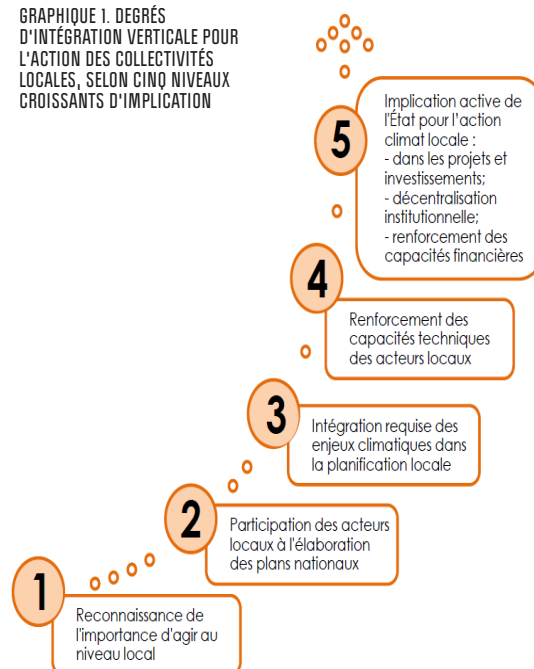 GRAPHIQUE 1. DEGRÉS
D'INTÉGRATION VERTICALE POUR
L'ACTION DES COLLECTIVITÉS
LOCALES, SELON CINQ NIVEAUX
CROISSANTS D'IMPLICATION
5
Implication active de
l'État pour l'action
climat locale :
- dans les projets et
investissements;
- décentralisation
institutionnelle;
- renforcement des
capacités financières
4
Renforcement des
capacités techniques
des acteurs locaux
3
Intégration requise des
enjeux climatiques dans
la planification locale
2
Participation des acteurs
locaux à l'élaboration
des plans nationaux
1
Reconnaissance de
l'importance d'agir au
niveau local